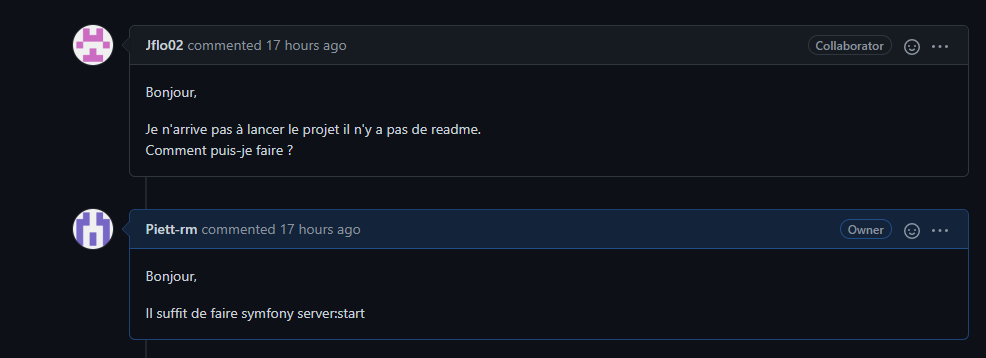 Jflo02 commented 17 hours ago Collaborator
Bonjour,
Je n'arrive pas à lancer le projet il n'y a pas de readme.
Comment puis-je faire ?
Piett-rm commented 17 hours ago Owner
Bonjour,
Il suffit de faire symfony server:start